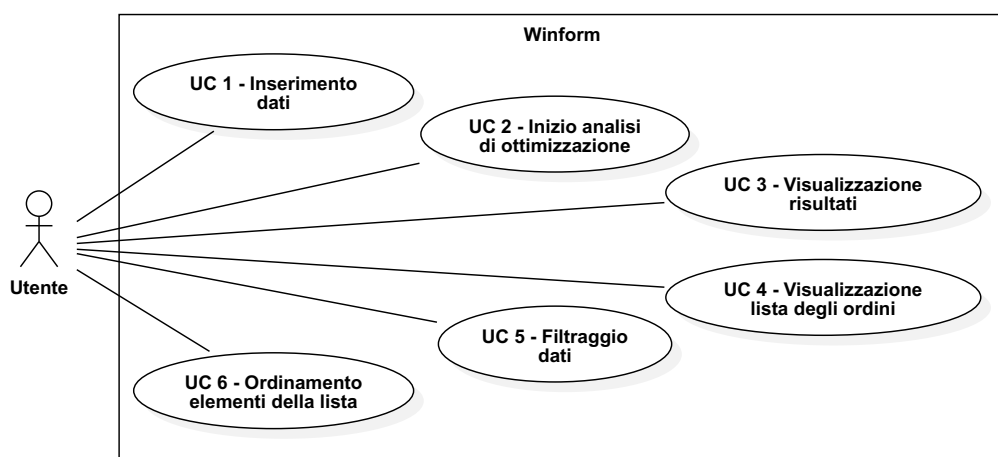 Winform
UC 1 - Inserimento
dati
UC 2 - Inizio analisi
di ottimizzazione
UC 3 - Visualizzazione
risultati
Utente
UC 4 - Visualizzazione
lista degli ordini
UC 5 - Filtraggio
dati
UC 6 - Ordinamento
elementi della lista